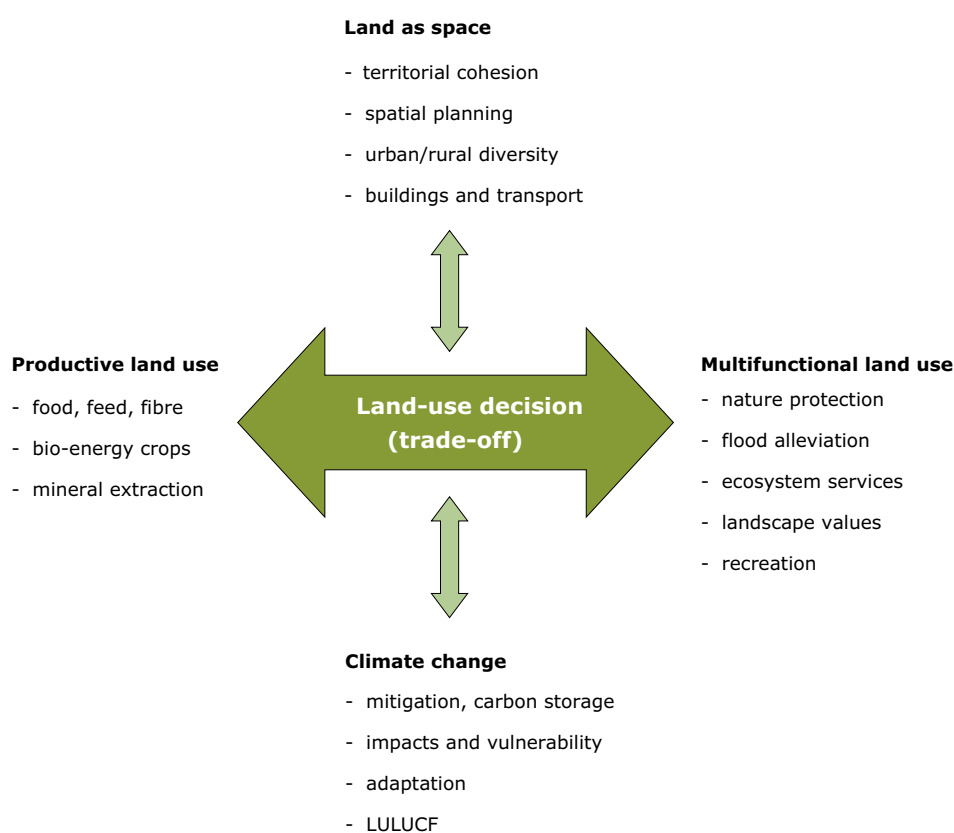 Land as space
- territorial cohesion
- spatial planning
- urban/rural diversity
- buildings and transport
Productive land use
- food, feed, fibre
- bio-energy crops
- mineral extraction
Land-use decision
(trade-off)
Multifunctional land use
- nature protection
- flood alleviation
- ecosystem services
- landscape values
- recreation
Climate change
- mitigation, carbon storage
- impacts and vulnerability
- adaptation
- LULUCF